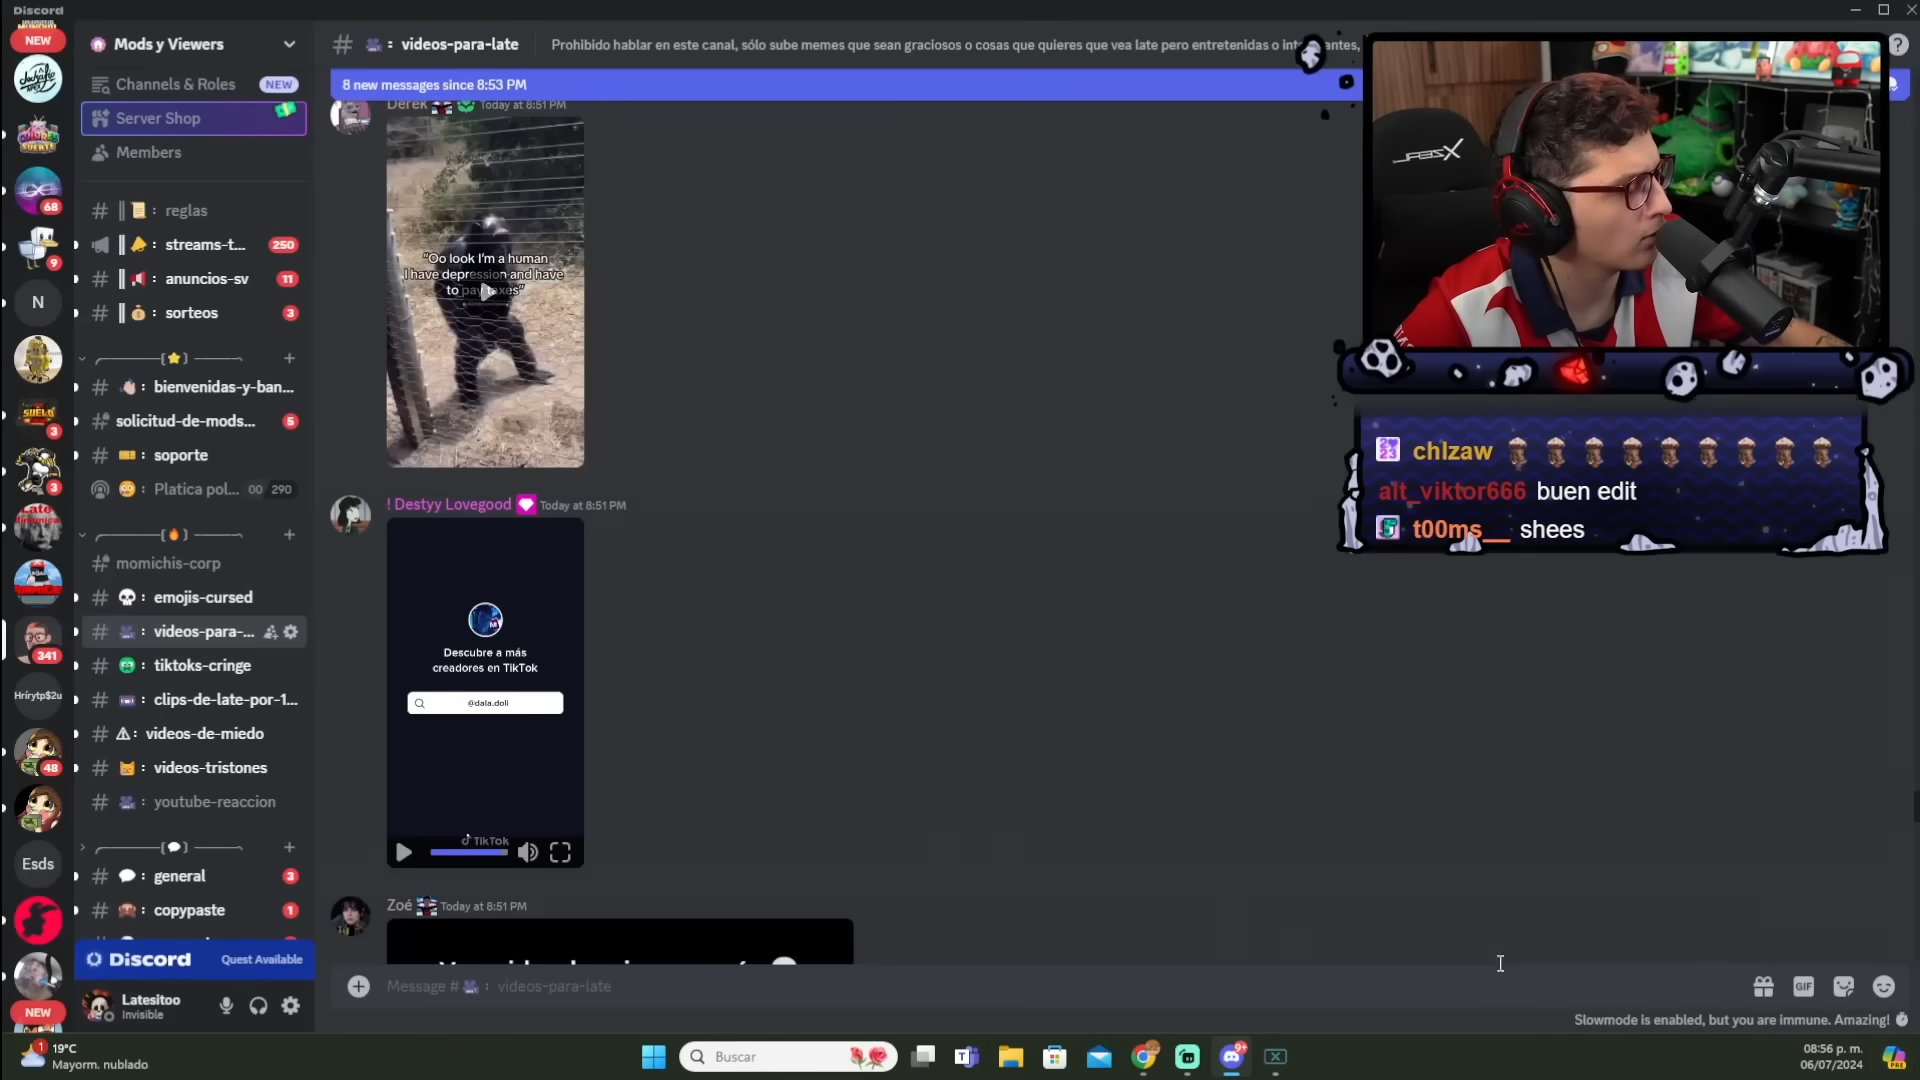 Discord
NEW
Mods y Viewers
Channels & Roles
NEW
Server Shop
Members
reglas
streams-t...
250
anuncios-sv
11
sorteos
3
bienvenidas-y-ban...
solicitud-de-mods...
5
soporte
Platica pol...
00 290
momichis-corp
emojis-cursed
videos-para-...
tiktoks-cringe
clips-de-late-por-1...
videos-de-miedo
videos-tristones
youtube-reaccion
general
3
copypaste
1
Discord
Quest Available
Latesitoo
Invisible
68
9
N
SUELO
3
3
341
Hrírytp$2u
48
Esds
NEW
videos-para-late
Prohibido hablar en este canal, sólo sube memes que sean graciosos o cosas que quieres que vea late pero entretenidas o
8 new messages since 8:53 PM
Derek
Today at 8:51 PM
"Oo look I'm a human
I have depression and have
to pay taxes"
! Destyy Lovegood
Today at 8:51 PM
Descubre a más
creadores en TikTok
@dala.doli
TikTok
Zoé
Today at 8:51 PM
Message #
videos-para-late
GIF
Slowmode is enabled, but you are immune. Amazing!
chlzaw
alt_viktor666 buen edit
t00ms__ shees
1
19°C
Mayorm. nublado
Buscar
9+
08:56 p. m.
06/07/2024